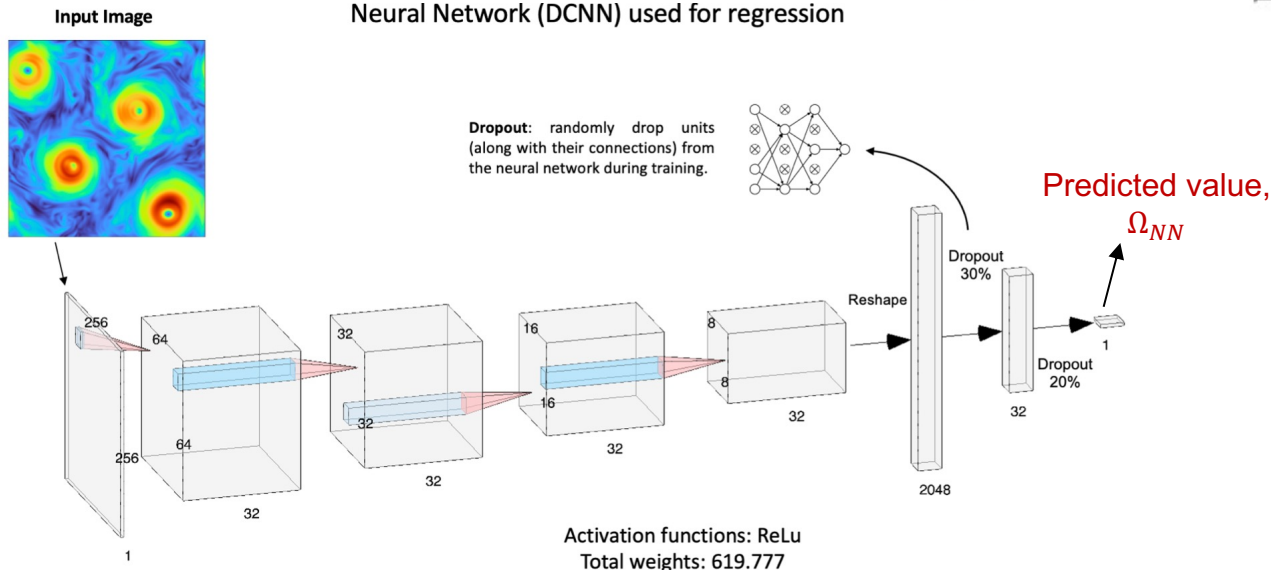 Neural Network (DCNN) used for regression
Input Image
Dropout: randomly drop units
(along with their connections) from
the neural network during training.
Predicted value,
Ω_NN
256
256
1
64
64
32
32
32
32
16
16
32
8
8
32
Reshape
2048
Dropout
30%
32
Dropout
20%
1
Activation functions: ReLu
Total weights: 619.777